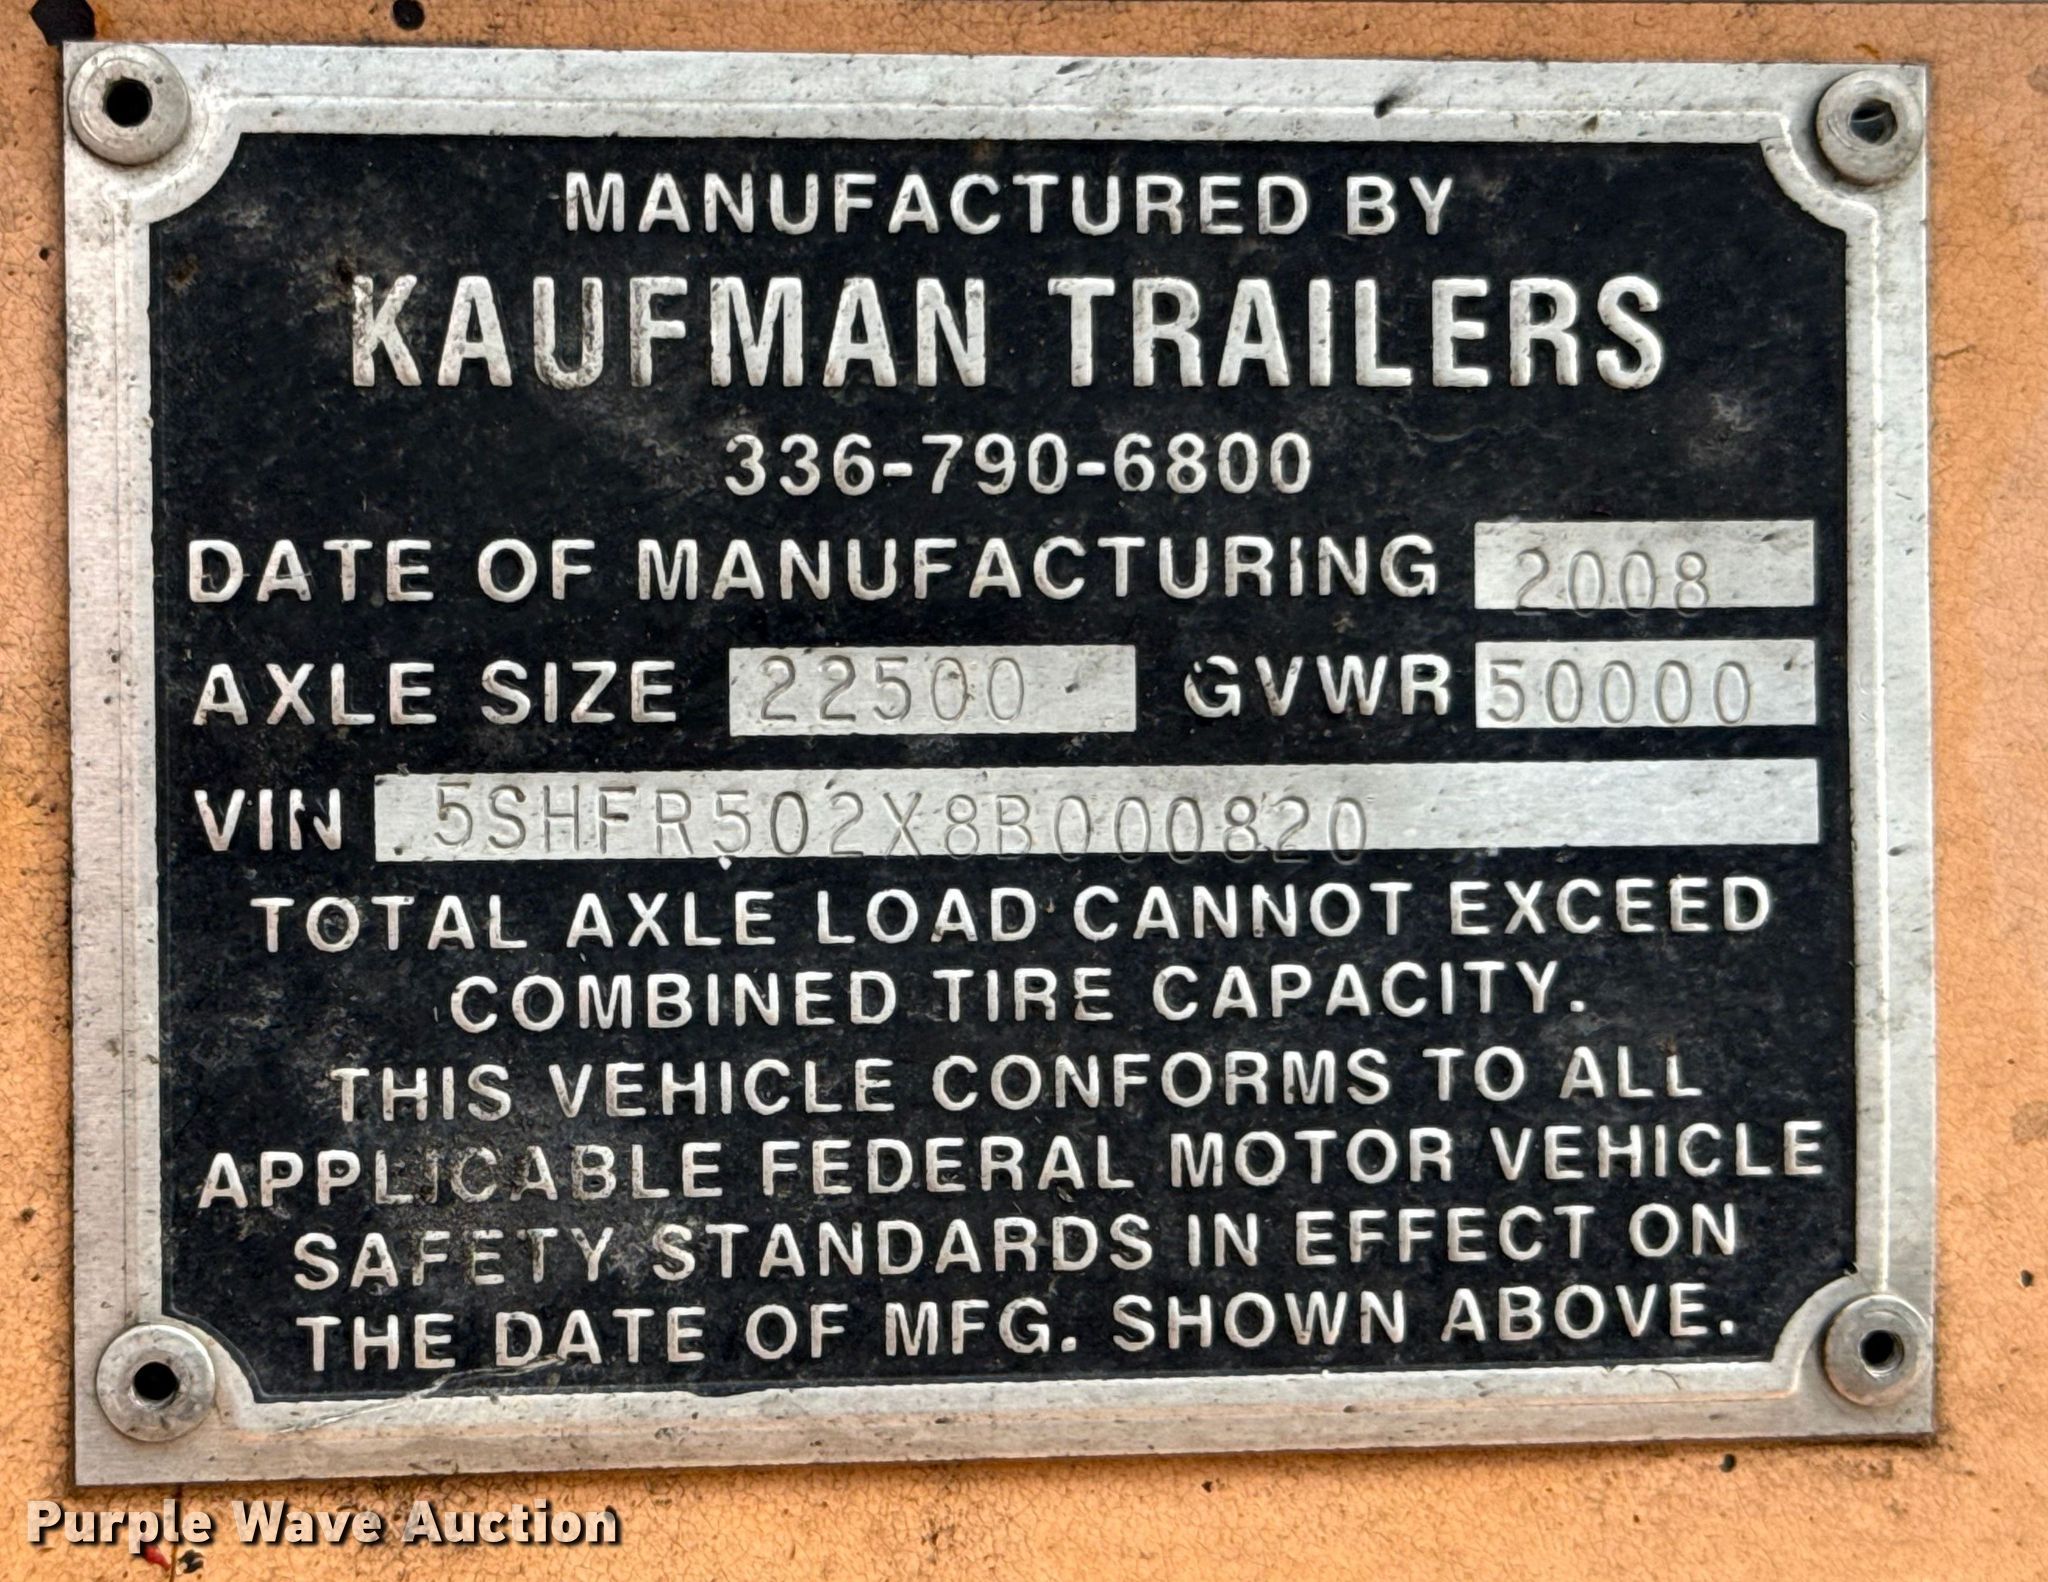 MANUFACTURED BY
KAUFMAN TRAILERS
336-790-6800
DATE OF MANUFACTURING 2008
AXLE SIZE 22500 GVWR 50000
VIN 5SHFR502X8B000820
TOTAL AXLE LOAD CANNOT EXCEED
COMBINED TIRE CAPACITY.
THIS VEHICLE CONFORMS TO ALL
APPLICABLE FEDERAL MOTOR VEHICLE
SAFETY STANDARDS IN EFFECT ON
THE DATE OF MFG. SHOWN ABOVE.
Purple Wave Auction